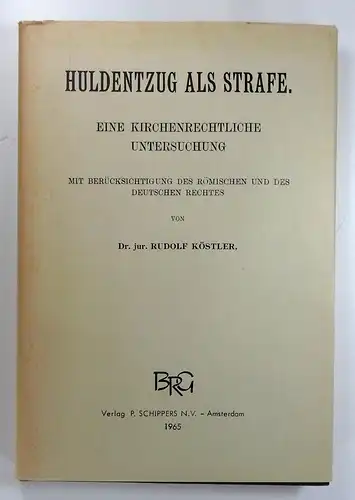 HULDENTZUG ALS STRAFE.
EINE KIRCHENRECHTLICHE
UNTERSUCHUNG
MIT BERÜCKSICHTIGUNG DES RÖMISCHEN UND DES
DEUTSCHEN RECHTES
VON
Dr. jur. RUDOLF KÖSTLER.
BRG
Verlag P. SCHIPPERS N.V. – Amsterdam
1965